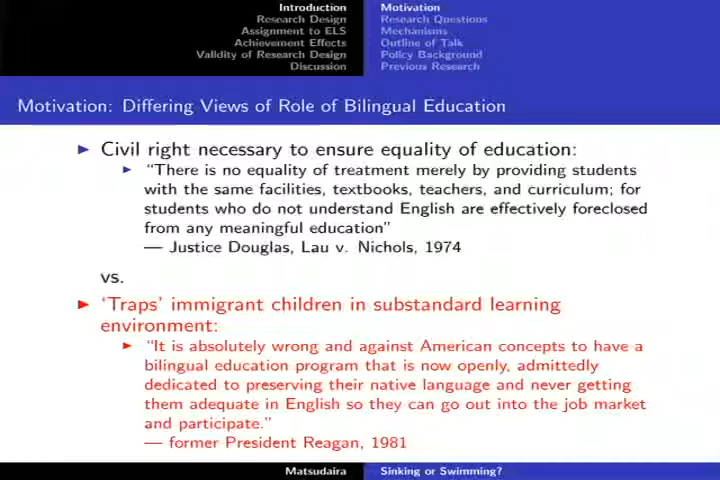 Introduction
Research Design
Assignment to ELS
Achievement Effects
Validity of Research Design
Discussion
Motivation
Research Questions
Mechanisms
Outline of Talk
Policy Background
Previous Research
Motivation: Differing Views of Role of Bilingual Education
Civil right necessary to ensure equality of education:
“There is no equality of treatment merely by providing students
with the same facilities, textbooks, teachers, and curriculum; for
students who do not understand English are effectively foreclosed
from any meaningful education”
— Justice Douglas, Lau v. Nichols, 1974
vs.
‘Traps’ immigrant children in substandard learning
environment:
“It is absolutely wrong and against American concepts to have a
bilingual education program that is now openly, admittedly
dedicated to preserving their native language and never getting
them adequate in English so they can go out into the job market
and participate.”
— former President Reagan, 1981
Matsudaira
Sinking or Swimming?